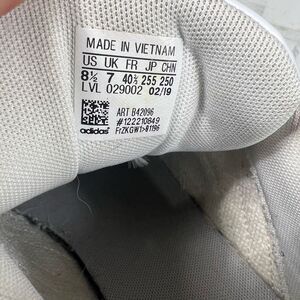 MADE IN VIETNAM
US UK FR JP CHN
8½ 7 40⅔ 255 250
LVL 029002 02/19
ART B42096
#122210849
adidas